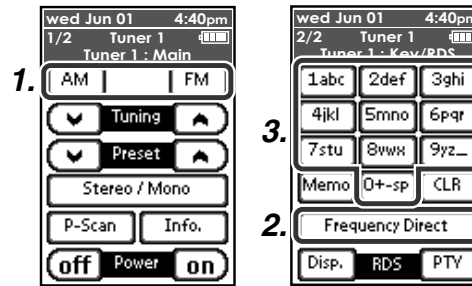 wed Jun 01 4:40pm
1/2 Tuner 1
Tuner 1 : Main
1. AM FM
Tuning
Preset
Stereo / Mono
P-Scan Info.
off Power on
wed Jun 01 4:40pm
2/2 Tuner 1
Tuner 1 : Key/RDS
1abc 2def 3ghi
4jkl 5mno 6pqr
3.
7stu 8vwx 9yz_
Memo 0+-sp CLR
2. Frequency Direct
Disp. RDS PTY